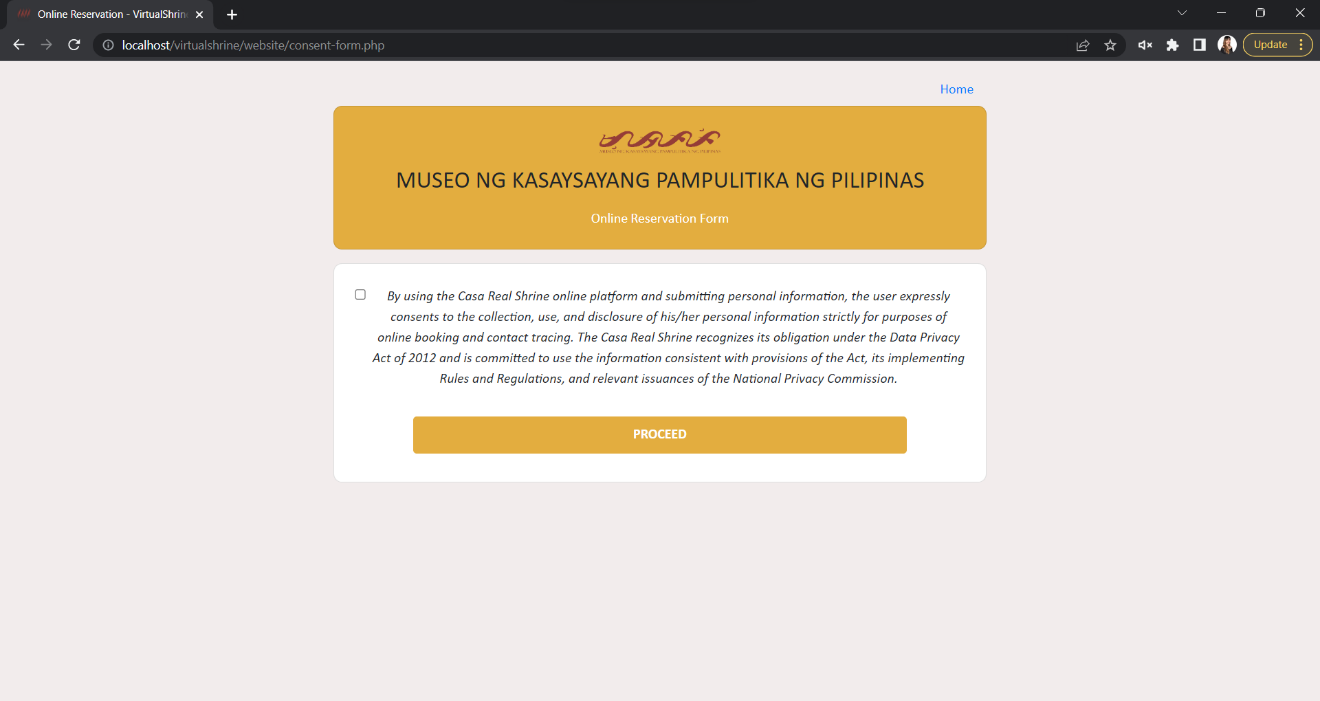 Online Reservation - VirtualShrin
localhost/virtualshrine/website/consent-form.php
Update
Home
MUSEO NG KASAYSAYANG PAMPULITIKA NG PILIPINAS
Online Reservation Form
By using the Casa Real Shrine online platform and submitting personal information, the user expressly
consents to the collection, use, and disclosure of his/her personal information strictly for purposes of
online booking and contact tracing. The Casa Real Shrine recognizes its obligation under the Data Privacy
Act of 2012 and is committed to use the information consistent with provisions of the Act, its implementing
Rules and Regulations, and relevant issuances of the National Privacy Commission.
PROCEED